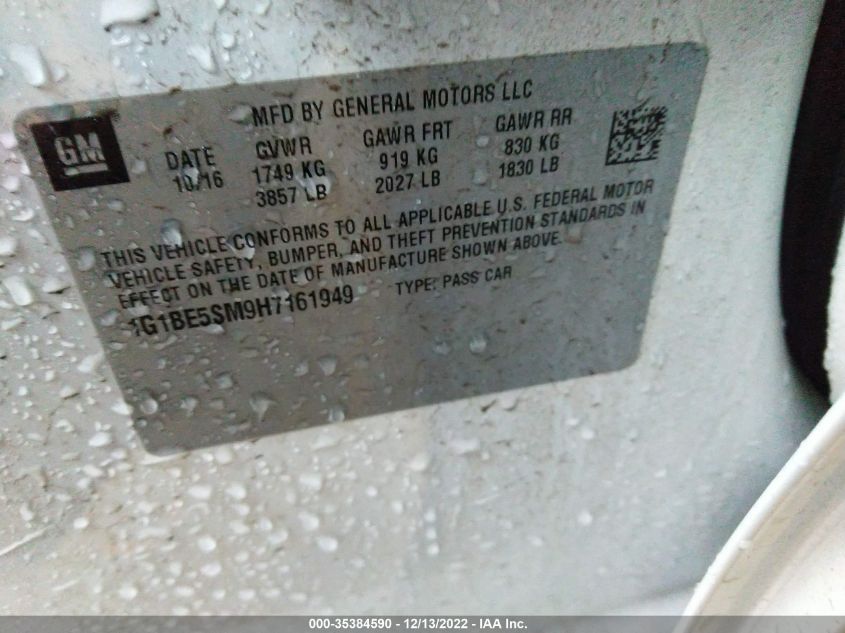 MFD BY GENERAL MOTORS LLC
GM
DATE GVWR GAWR FRT GAWR RR
10/16 1749 KG 919 KG 830 KG
3857 LB 2027 LB 1830 LB
THIS VEHICLE CONFORMS TO ALL APPLICABLE U.S. FEDERAL MOTOR
VEHICLE SAFETY, BUMPER, AND THEFT PREVENTION STANDARDS IN
EFFECT ON THE DATE OF MANUFACTURE SHOWN ABOVE.
1G1BE5SM9H7161949 TYPE: PASS CAR
000-35384590 - 12/13/2022 - IAA Inc.